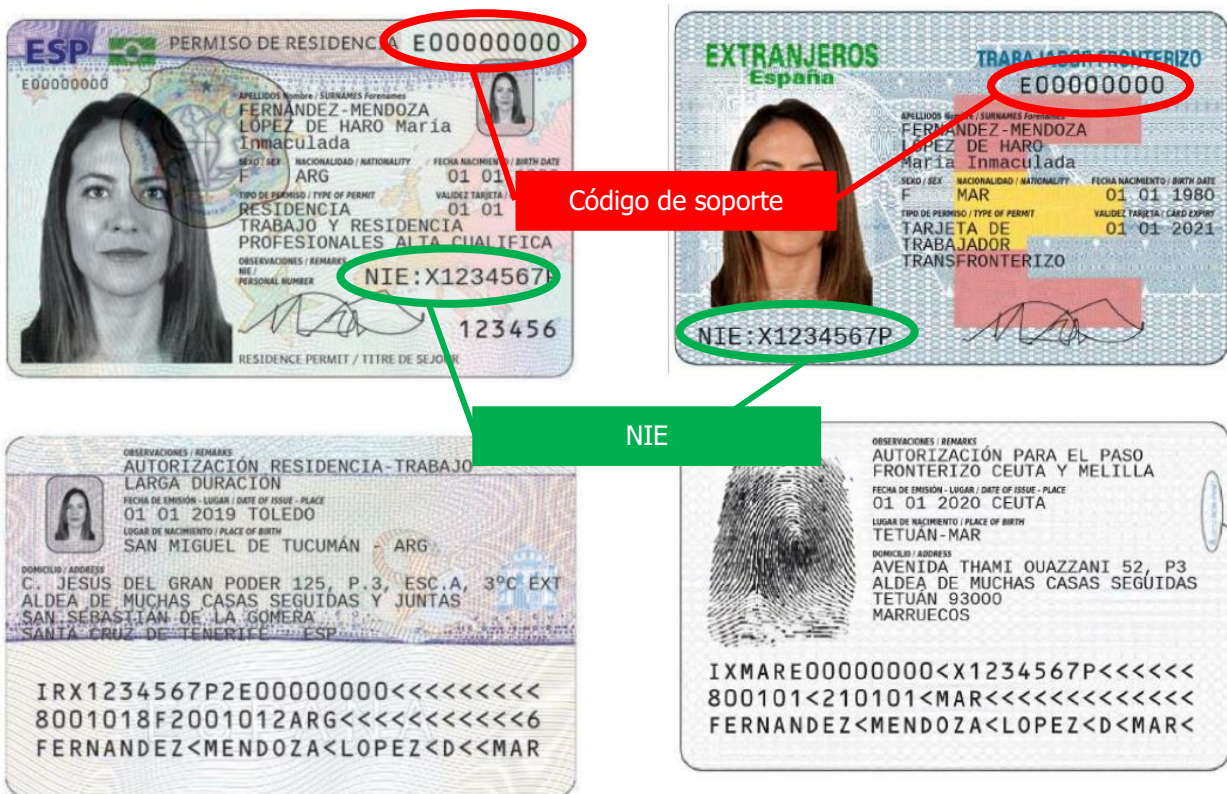 ESP PERMISO DE RESIDENCIA E00000000
E00000000
APELLIDOS Nombre / SURNAMES Forenames
FERNÁNDEZ-MENDOZA
LÓPEZ DE HARO María
Inmaculada
SEXO / SEX NACIONALIDAD / NATIONALITY FECHA NACIMIENTO / BIRTH DATE
F ARG 01 01
TIPO DE PERMISO / TYPE OF PERMIT VALIDEZ TARJETA /
RESIDENCIA 01 01
TRABAJO Y RESIDENCIA
PROFESIONALES ALTA CUALIFICA
OBSERVACIONES / REMARKS
NIE /
PERSONAL NUMBER
NIE:X1234567P
123456
RESIDENCE PERMIT / TITRE DE SEJOUR
EXTRANJEROS TRABAJADOR FRONTERIZO
España
E00000000
APELLIDOS Nombre / SURNAMES Forenames
FERNÁNDEZ-MENDOZA
LÓPEZ DE HARO
María Inmaculada
SEXO / SEX NACIONALIDAD / NATIONALITY FECHA NACIMIENTO / BIRTH DATE
F MAR 01 01 1980
TIPO DE PERMISO / TYPE OF PERMIT VALIDEZ TARJETA / CARD EXPIRY
TARJETA DE 01 01 2021
TRABAJADOR
TRANSFRONTERIZO
NIE:X1234567P
Código de soporte
NIE
OBSERVACIONES / REMARKS
AUTORIZACIÓN RESIDENCIA-TRABAJO
LARGA DURACIÓN
FECHA DE EMISIÓN - LUGAR / DATE OF ISSUE - PLACE
01 01 2019 TOLEDO
LUGAR DE NACIMIENTO / PLACE OF BIRTH
SAN MIGUEL DE TUCUMÁN - ARG
DOMICILIO / ADDRESS
C. JESÚS DEL GRAN PODER 125, P.3, ESC.A, 3ºC EXT
ALDEA DE MUCHAS CASAS SEGUIDAS Y JUNTAS
SAN SEBASTIÁN DE LA GOMERA
SANTA CRUZ DE TENERIFE ESP
IRX1234567P2E00000000<<<<<<<<<
8001018F2001012ARG<<<<<<<<<<<6
FERNANDEZ<MENDOZA<LOPEZ<D<<MAR
OBSERVACIONES / REMARKS
AUTORIZACIÓN PARA EL PASO
FRONTERIZO CEUTA Y MELILLA
FECHA DE EMISIÓN - LUGAR / DATE OF ISSUE - PLACE
01 01 2020 CEUTA
LUGAR DE NACIMIENTO / PLACE OF BIRTH
TETUÁN-MAR
DOMICILIO / ADDRESS
AVENIDA THAMI OUAZZANI 52, P3
ALDEA DE MUCHAS CASAS SEGUIDAS
TETUÁN 93000
MARRUECOS
IXMARE00000000<X1234567P<<<<<<
800101<210101<MAR<<<<<<<<<<<<<
FERNANDEZ<MENDOZA<LOPEZ<D<MAR<